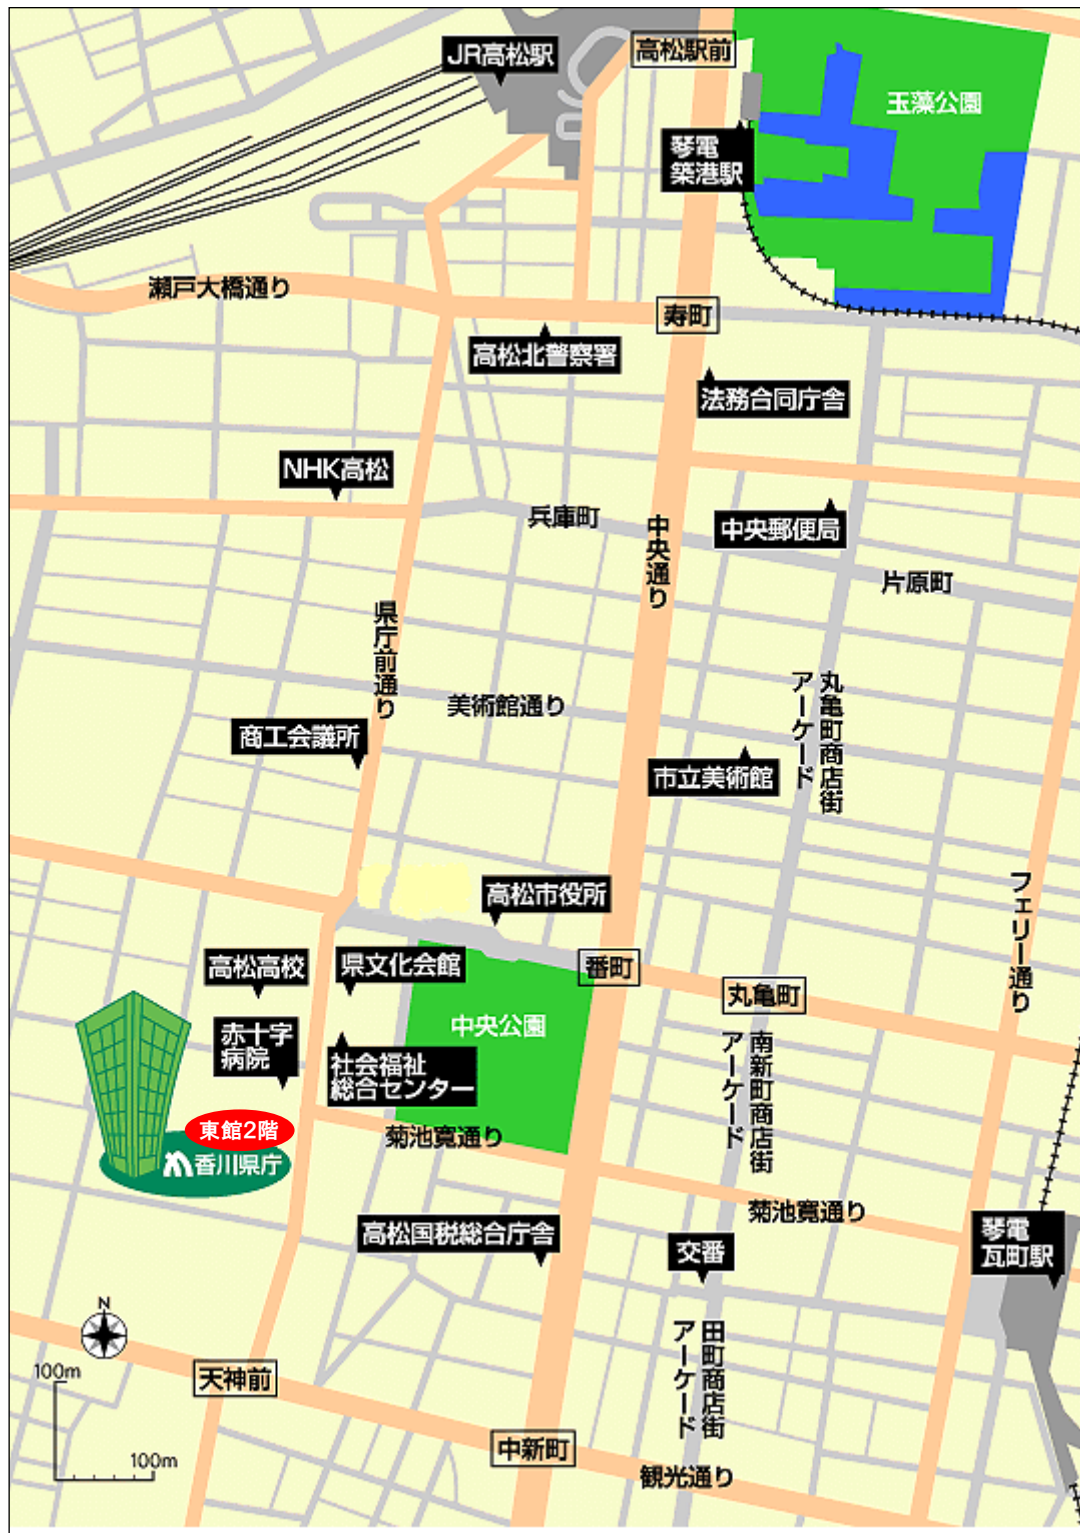 JR高松駅
高松駅前
玉藻公園
琴電
築港駅
瀬戸大橋通り
寿町
高松北警察署
法務合同庁舎
NHK高松
兵庫町
中央通り
中央郵便局
片原町
県庁前通り
美術館通り
丸亀町商店街
アーケード
商工会議所
市立美術館
フェリー通り
高松市役所
高松高校
県文化会館
番町
丸亀町
中央公園
赤十字
病院
社会福祉
総合センター
南新町商店街
アーケード
東館2階
香川県庁
菊池寛通り
菊池寛通り
高松国税総合庁舎
交番
琴電
瓦町駅
N
田町商店街
アーケード
100m
100m
天神前
中新町
観光通り